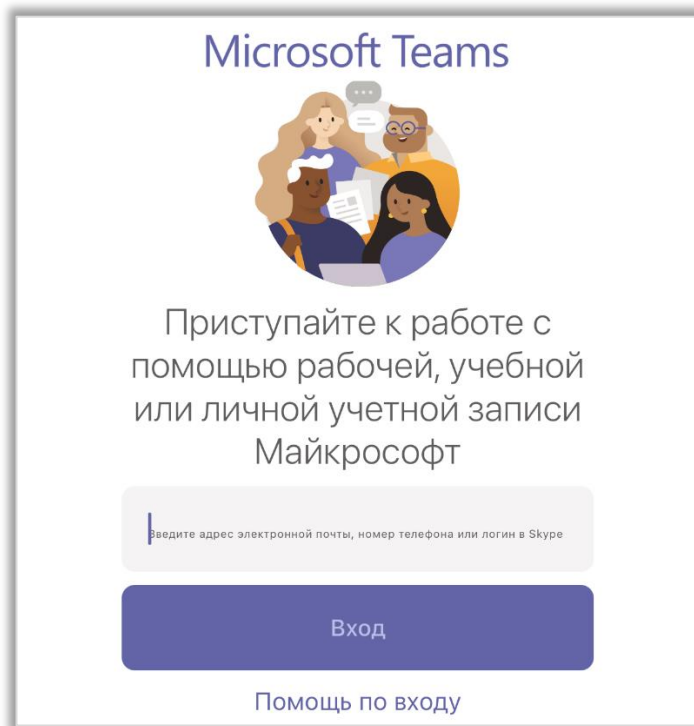 Microsoft Teams
Приступайте к работе с
помощью рабочей, учебной
или личной учетной записи
Майкрософт
Введите адрес электронной почты, номер телефона или логин в Skype
Вход
Помощь по входу